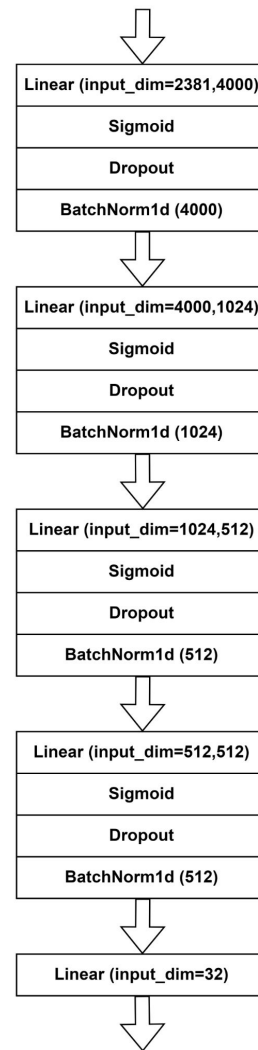 Linear (input_dim=2381,4000)
Sigmoid
Dropout
BatchNorm1d (4000)
Linear (input_dim=4000,1024)
Sigmoid
Dropout
BatchNorm1d (1024)
Linear (input_dim=1024,512)
Sigmoid
Dropout
BatchNorm1d (512)
Linear (input_dim=512,512)
Sigmoid
Dropout
BatchNorm1d (512)
Linear (input_dim=32)